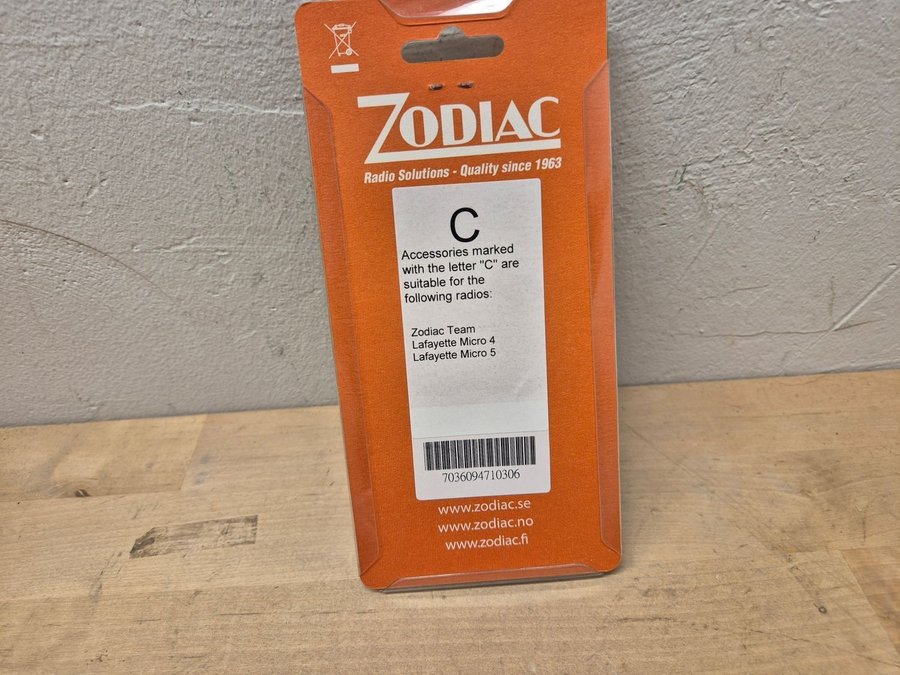 ZODIAC
Radio Solutions - Quality since 1963
C
Accessories marked
with the letter "C" are
suitable for the
following radios:
Zodiac Team
Lafayette Micro 4
Lafayette Micro 5
7036094710306
www.zodiac.se
www.zodiac.no
www.zodiac.fi